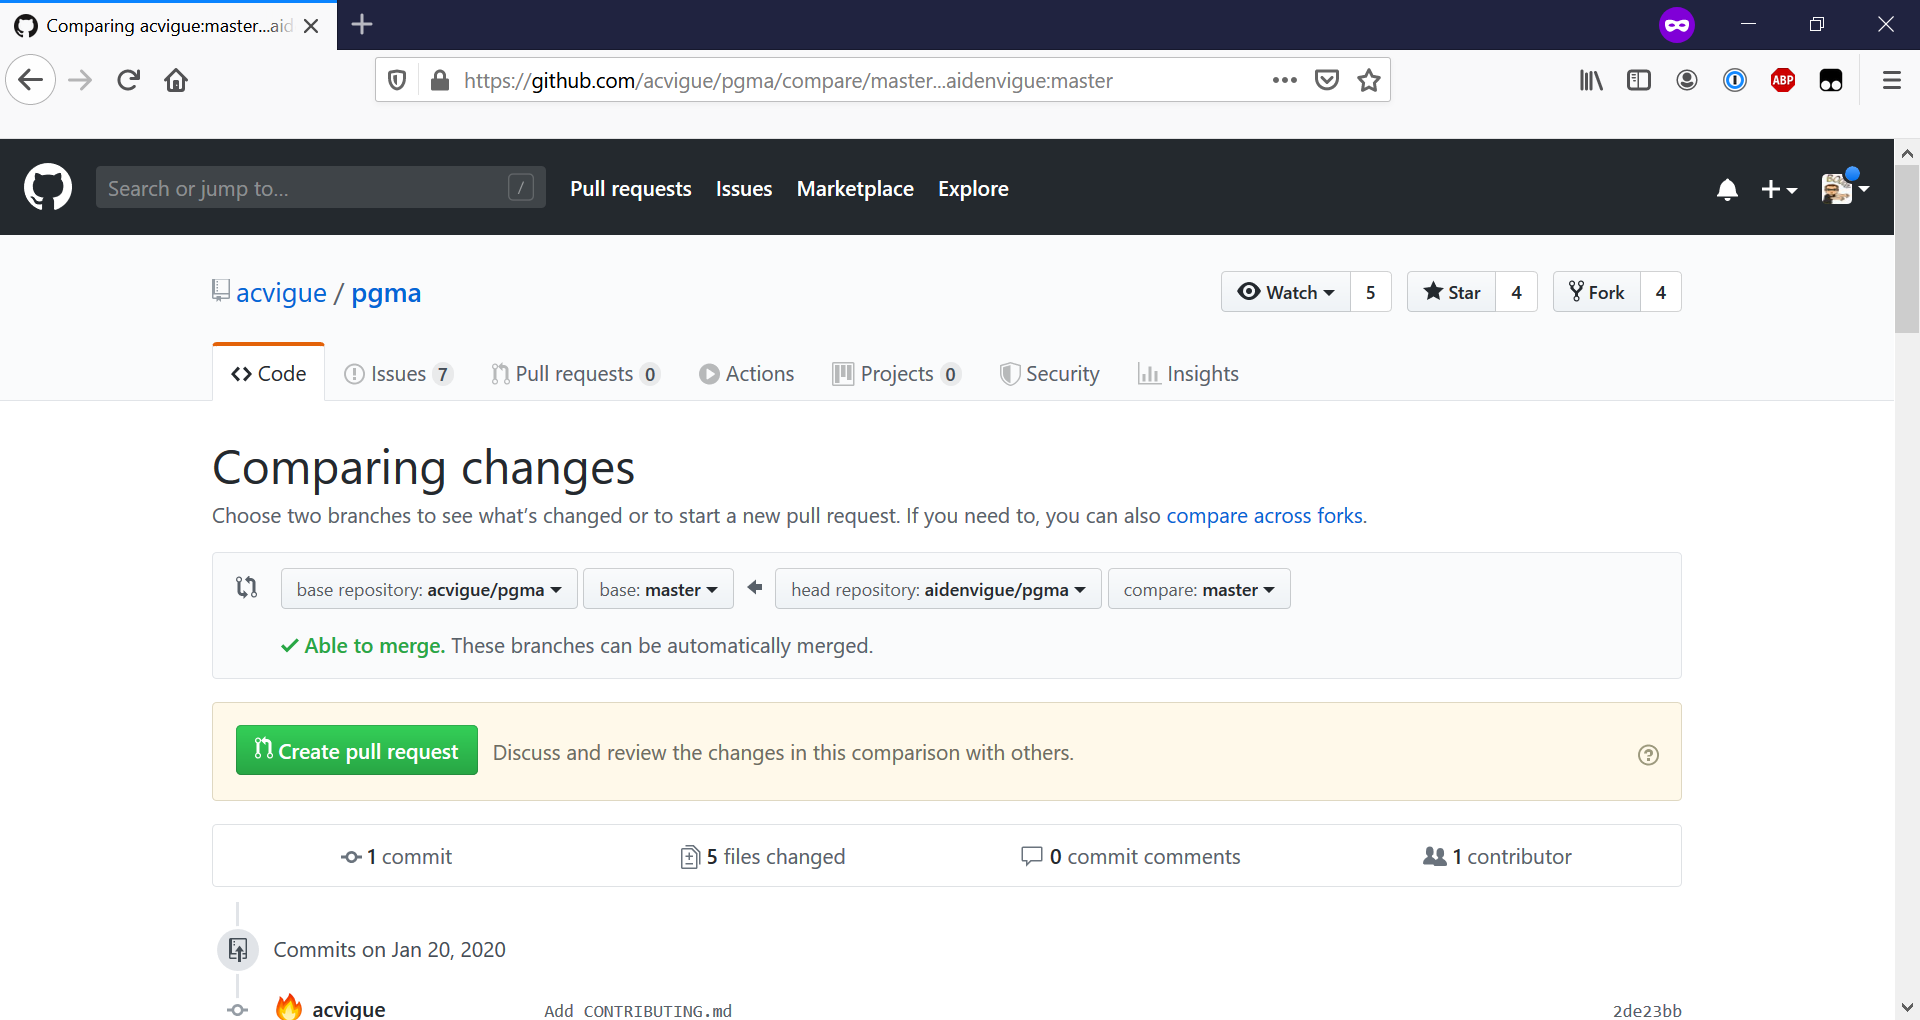 Comparing acvigue:master...aid
https://github.com/acvigue/pgma/compare/master...aidenvigue:master
ABP
Search or jump to...
/
Pull requests
Issues
Marketplace
Explore
acvigue / pgma
Watch 5
Star 4
Fork 4
Code
Issues 7
Pull requests 0
Actions
Projects 0
Security
Insights
Comparing changes
Choose two branches to see what's changed or to start a new pull request. If you need to, you can also compare across forks.
base repository: acvigue/pgma
base: master
head repository: aidenvigue/pgma
compare: master
Able to merge. These branches can be automatically merged.
Create pull request
Discuss and review the changes in this comparison with others.
1 commit
5 files changed
0 commit comments
1 contributor
Commits on Jan 20, 2020
acvigue
Add CONTRIBUTING.md
2de23bb